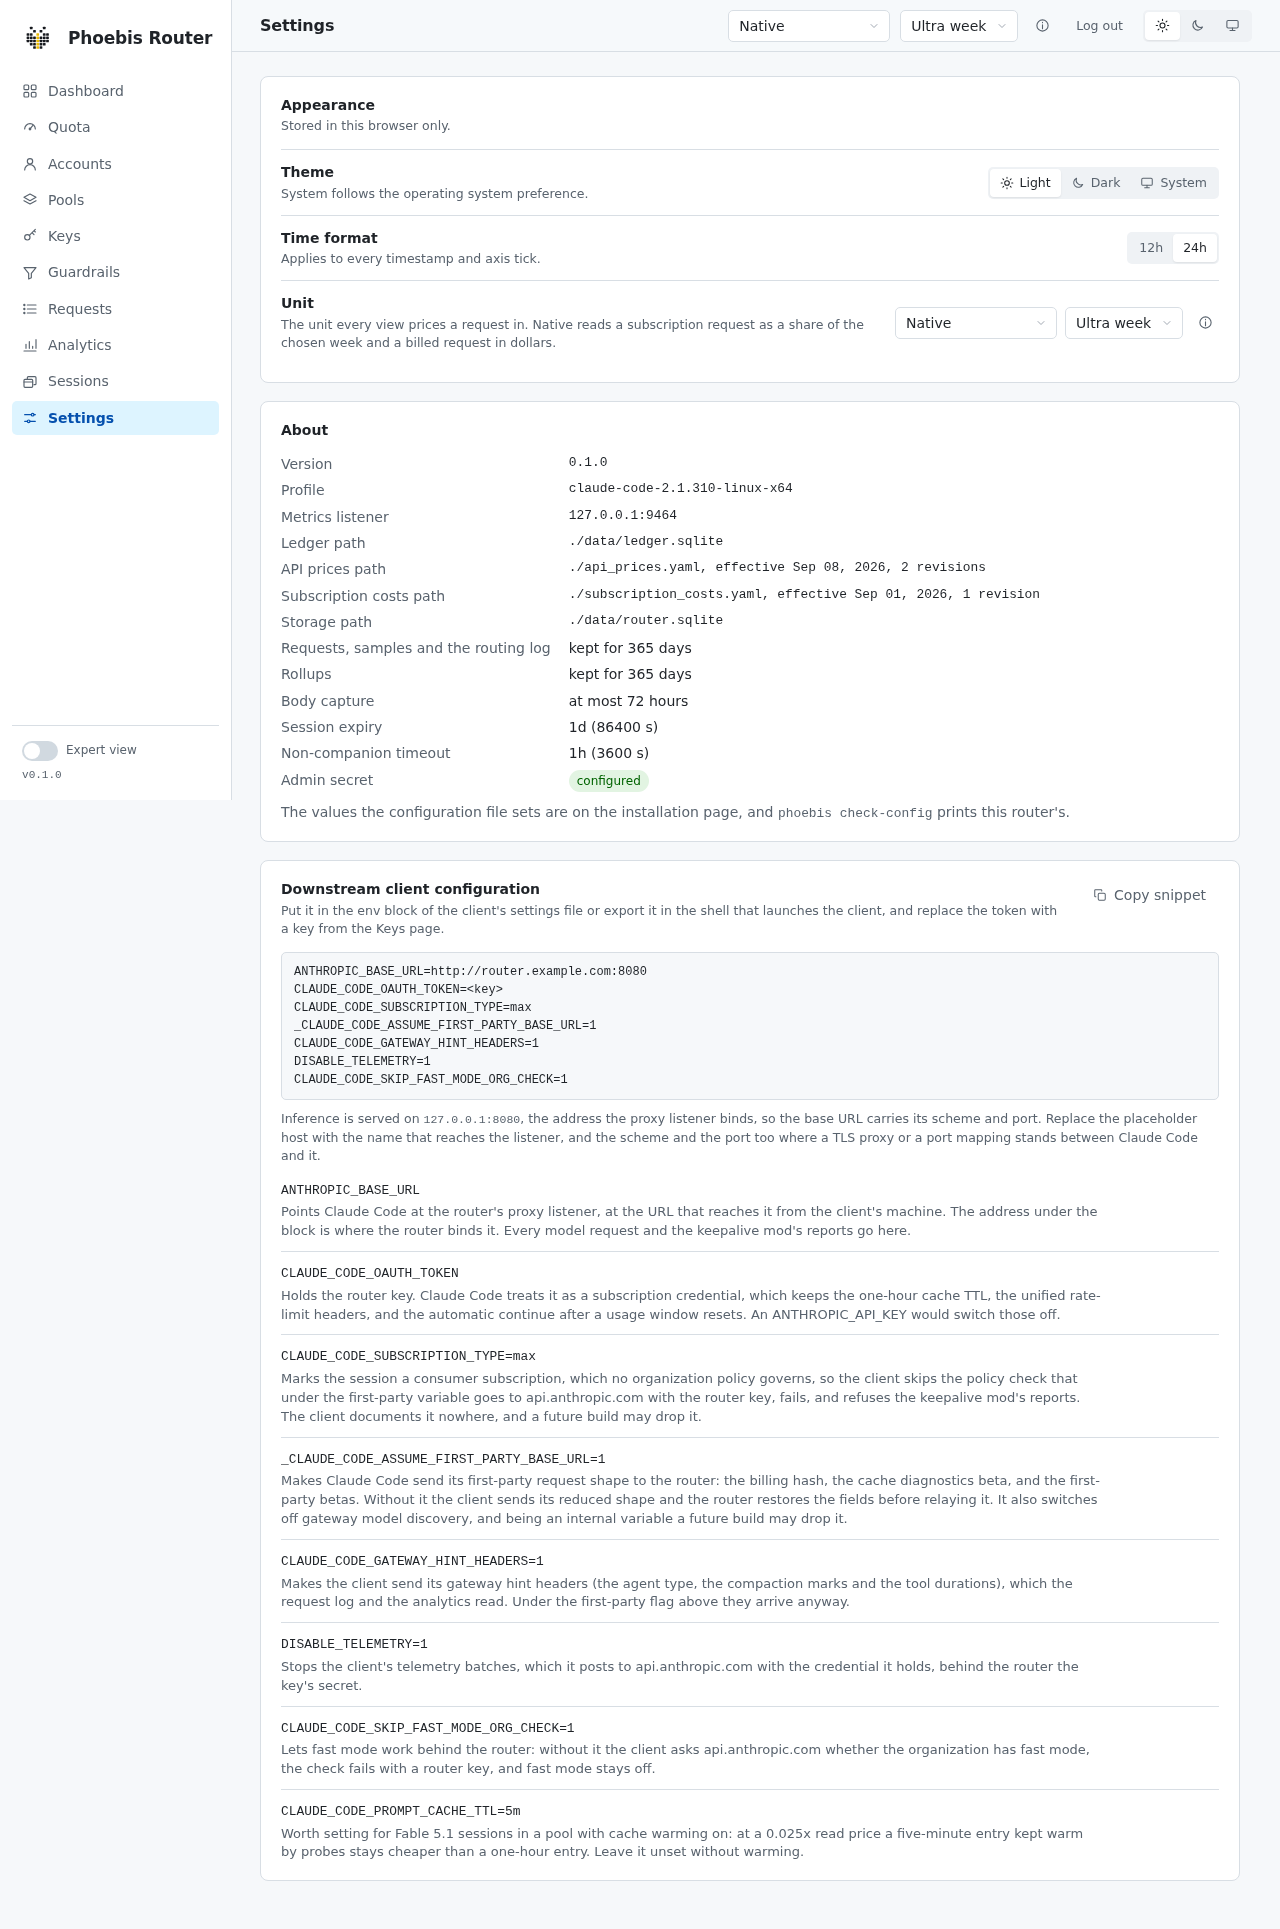 Phoebis Router
Settings
Native
Ultra week
Log out
Dashboard
Quota
Accounts
Pools
Keys
Guardrails
Requests
Analytics
Sessions
Settings
Expert view
v0.1.0
Appearance
Stored in this browser only.
Theme
System follows the operating system preference.
Light
Dark
System
Time format
Applies to every timestamp and axis tick.
12h
24h
Unit
The unit every view prices a request in. Native reads a subscription request as a share of the
chosen week and a billed request in dollars.
Native
Ultra week
About
Version 0.1.0
Profile claude-code-2.1.310-linux-x64
Metrics listener 127.0.0.1:9464
Ledger path ./data/ledger.sqlite
API prices path ./api_prices.yaml, effective Sep 08, 2026, 2 revisions
Subscription costs path ./subscription_costs.yaml, effective Sep 01, 2026, 1 revision
Storage path ./data/router.sqlite
Requests, samples and the routing log kept for 365 days
Rollups kept for 365 days
Body capture at most 72 hours
Session expiry 1d (86400 s)
Non-companion timeout 1h (3600 s)
Admin secret configured
The values the configuration file sets are on the installation page, and phoebis check-config prints this router's.
Downstream client configuration
Copy snippet
Put it in the env block of the client's settings file or export it in the shell that launches the client, and replace the token with
a key from the Keys page.
ANTHROPIC_BASE_URL=http://router.example.com:8080
CLAUDE_CODE_OAUTH_TOKEN=<key>
CLAUDE_CODE_SUBSCRIPTION_TYPE=max
_CLAUDE_CODE_ASSUME_FIRST_PARTY_BASE_URL=1
CLAUDE_CODE_GATEWAY_HINT_HEADERS=1
DISABLE_TELEMETRY=1
CLAUDE_CODE_SKIP_FAST_MODE_ORG_CHECK=1
Inference is served on 127.0.0.1:8080, the address the proxy listener binds, so the base URL carries its scheme and port. Replace the placeholder
host with the name that reaches the listener, and the scheme and the port too where a TLS proxy or a port mapping stands between Claude Code
and it.
ANTHROPIC_BASE_URL
Points Claude Code at the router's proxy listener, at the URL that reaches it from the client's machine. The address under the
block is where the router binds it. Every model request and the keepalive mod's reports go here.
CLAUDE_CODE_OAUTH_TOKEN
Holds the router key. Claude Code treats it as a subscription credential, which keeps the one-hour cache TTL, the unified rate-
limit headers, and the automatic continue after a usage window resets. An ANTHROPIC_API_KEY would switch those off.
CLAUDE_CODE_SUBSCRIPTION_TYPE=max
Marks the session a consumer subscription, which no organization policy governs, so the client skips the policy check that
under the first-party variable goes to api.anthropic.com with the router key, fails, and refuses the keepalive mod's reports.
The client documents it nowhere, and a future build may drop it.
_CLAUDE_CODE_ASSUME_FIRST_PARTY_BASE_URL=1
Makes Claude Code send its first-party request shape to the router: the billing hash, the cache diagnostics beta, and the first-
party betas. Without it the client sends its reduced shape and the router restores the fields before relaying it. It also switches
off gateway model discovery, and being an internal variable a future build may drop it.
CLAUDE_CODE_GATEWAY_HINT_HEADERS=1
Makes the client send its gateway hint headers (the agent type, the compaction marks and the tool durations), which the
request log and the analytics read. Under the first-party flag above they arrive anyway.
DISABLE_TELEMETRY=1
Stops the client's telemetry batches, which it posts to api.anthropic.com with the credential it holds, behind the router the
key's secret.
CLAUDE_CODE_SKIP_FAST_MODE_ORG_CHECK=1
Lets fast mode work behind the router: without it the client asks api.anthropic.com whether the organization has fast mode,
the check fails with a router key, and fast mode stays off.
CLAUDE_CODE_PROMPT_CACHE_TTL=5m
Worth setting for Fable 5.1 sessions in a pool with cache warming on: at a 0.025x read price a five-minute entry kept warm
by probes stays cheaper than a one-hour entry. Leave it unset without warming.